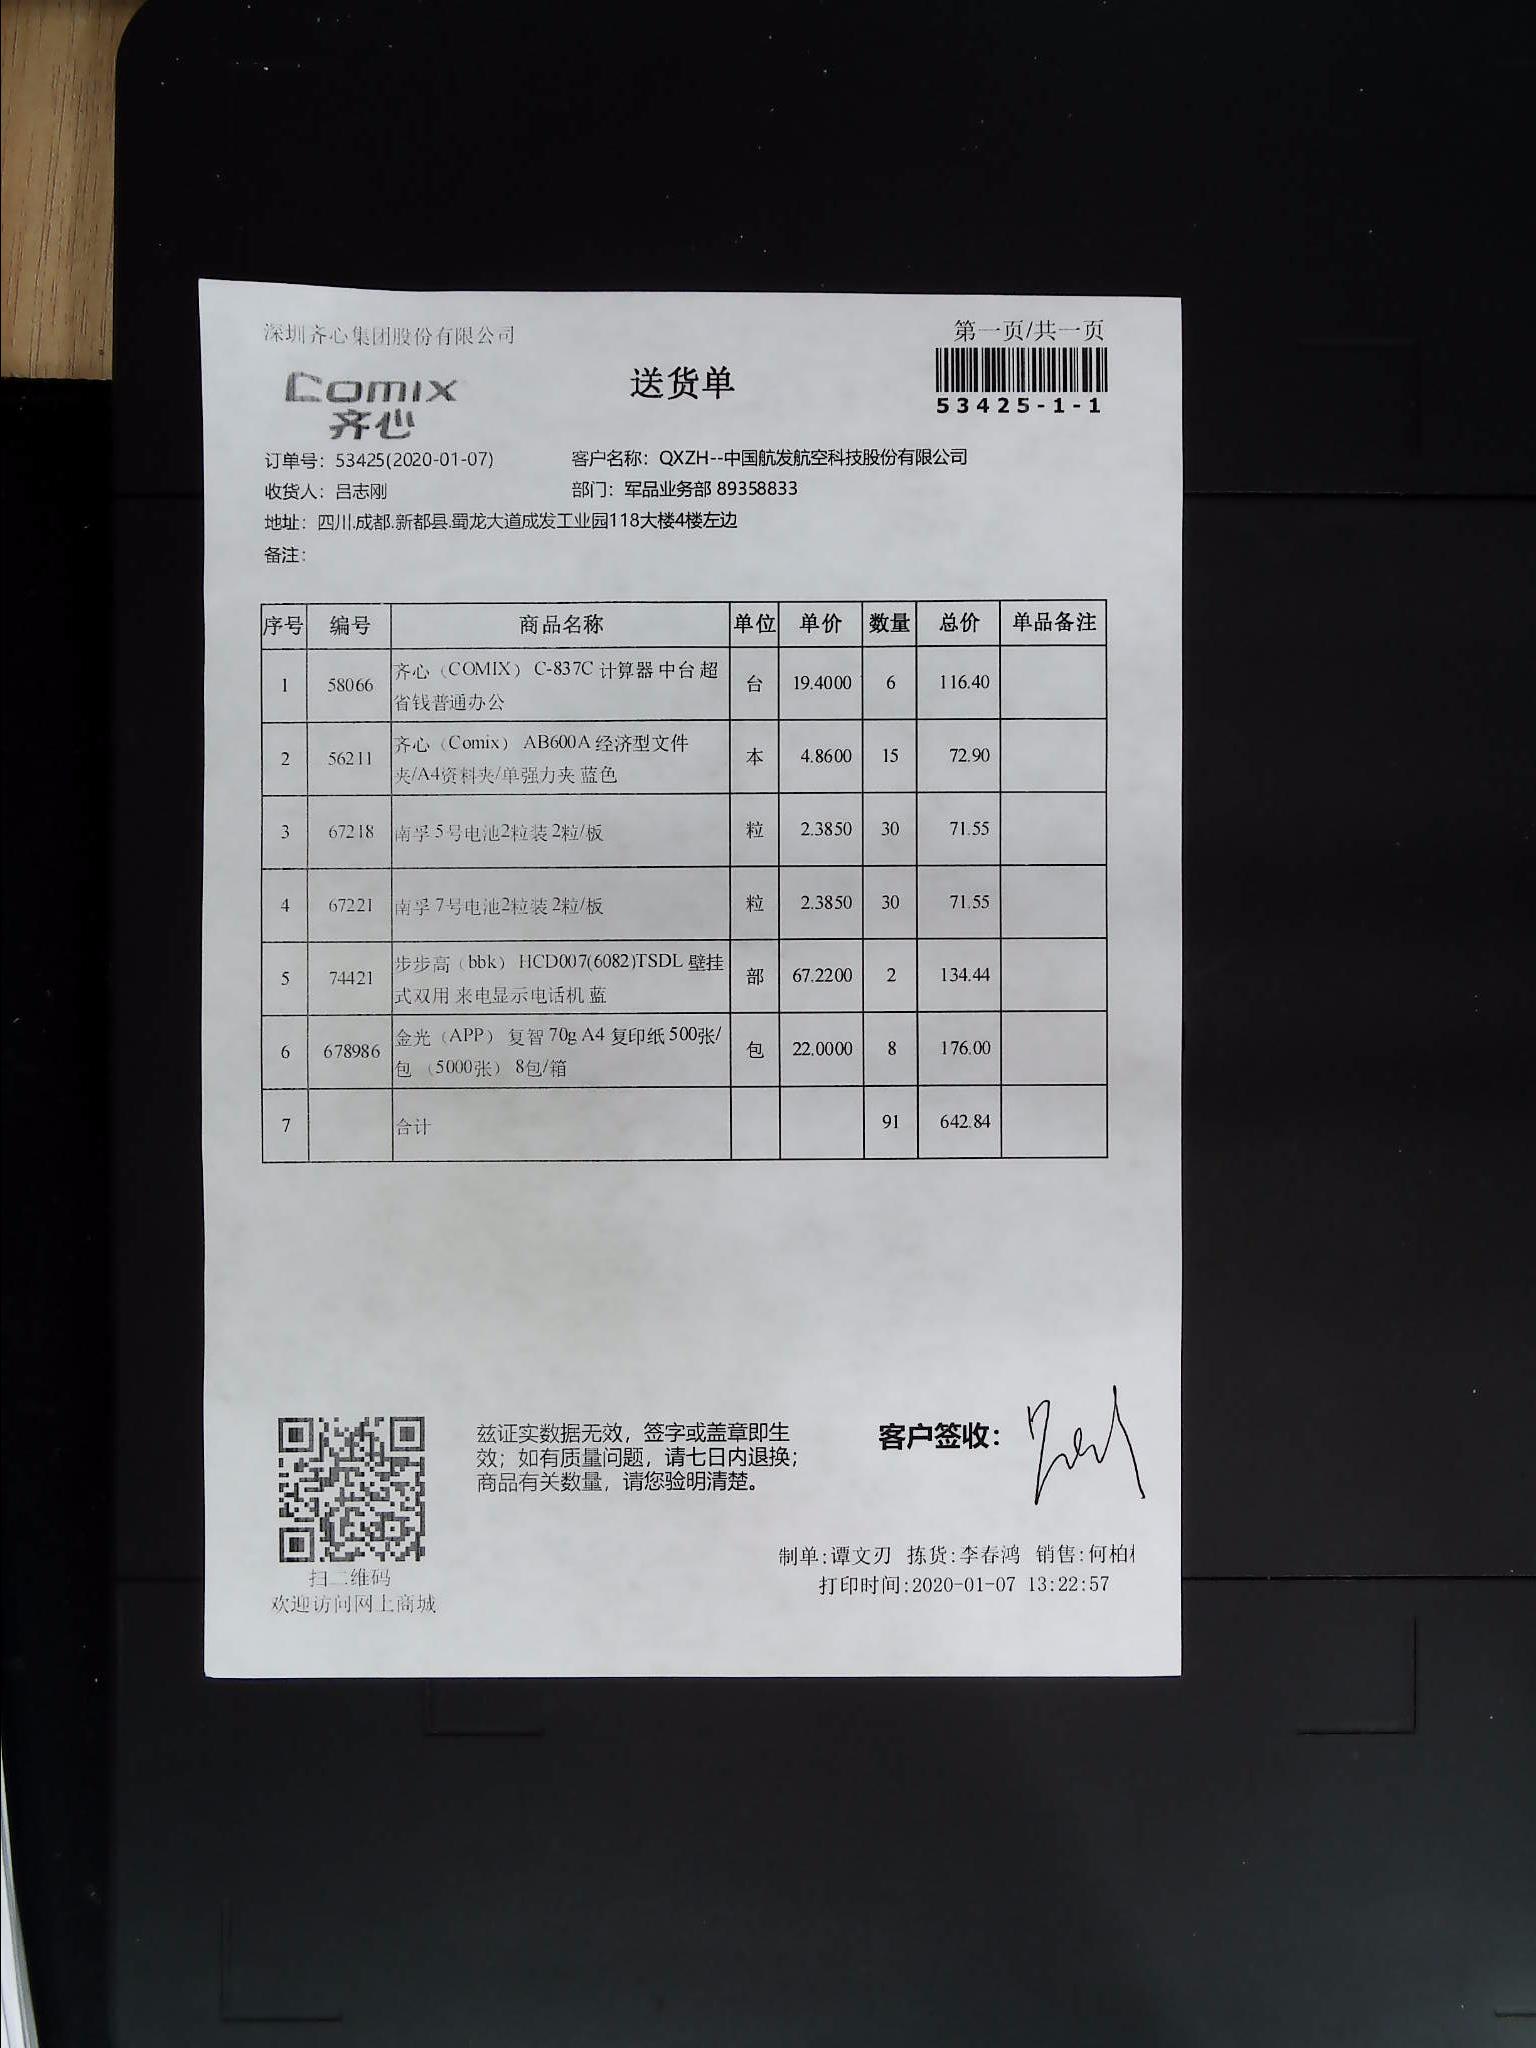 深圳齐心集团股份有限公司
第一页/共一页
Comix
齐心
送货单
53425-1-1
订单号：53425(2020-01-07) 客户名称：QXZH--中国航发航空科技股份有限公司
收货人：吕志刚 部门：军品业务部 89358833
地址：四川.成都.新都县.蜀龙大道成发工业园118大楼4楼左边
备注：
序号 编号 商品名称 单位 单价 数量 总价 单品备注
1 58066 齐心（COMIX） C-837C 计算器 中台 超 台 19.4000 6 116.40
省钱普通办公
2 56211 齐心（Comix） AB600A 经济型文件 本 4.8600 15 72.90
夹/A4资料夹/单强力夹 蓝色
3 67218 南孚 5号电池2粒装 2粒/板 粒 2.3850 30 71.55
4 67221 南孚 7号电池2粒装 2粒/板 粒 2.3850 30 71.55
5 74421 步步高（bbk） HCD007(6082)TSDL 壁挂 部 67.2200 2 134.44
式双用 来电显示电话机 蓝
6 678986 金光（APP） 复智 70g A4 复印纸 500张/ 包 22.0000 8 176.00
包 （5000张） 8包/箱
7 合计 91 642.84
兹证实数据无效，签字或盖章即生
效；如有质量问题，请七日内退换；
商品有关数量，请您验明清楚。
客户签收：
制单:谭文刃 拣货:李春鸿 销售:何柏
打印时间:2020-01-07 13:22:57
扫二维码
欢迎访问网上商城